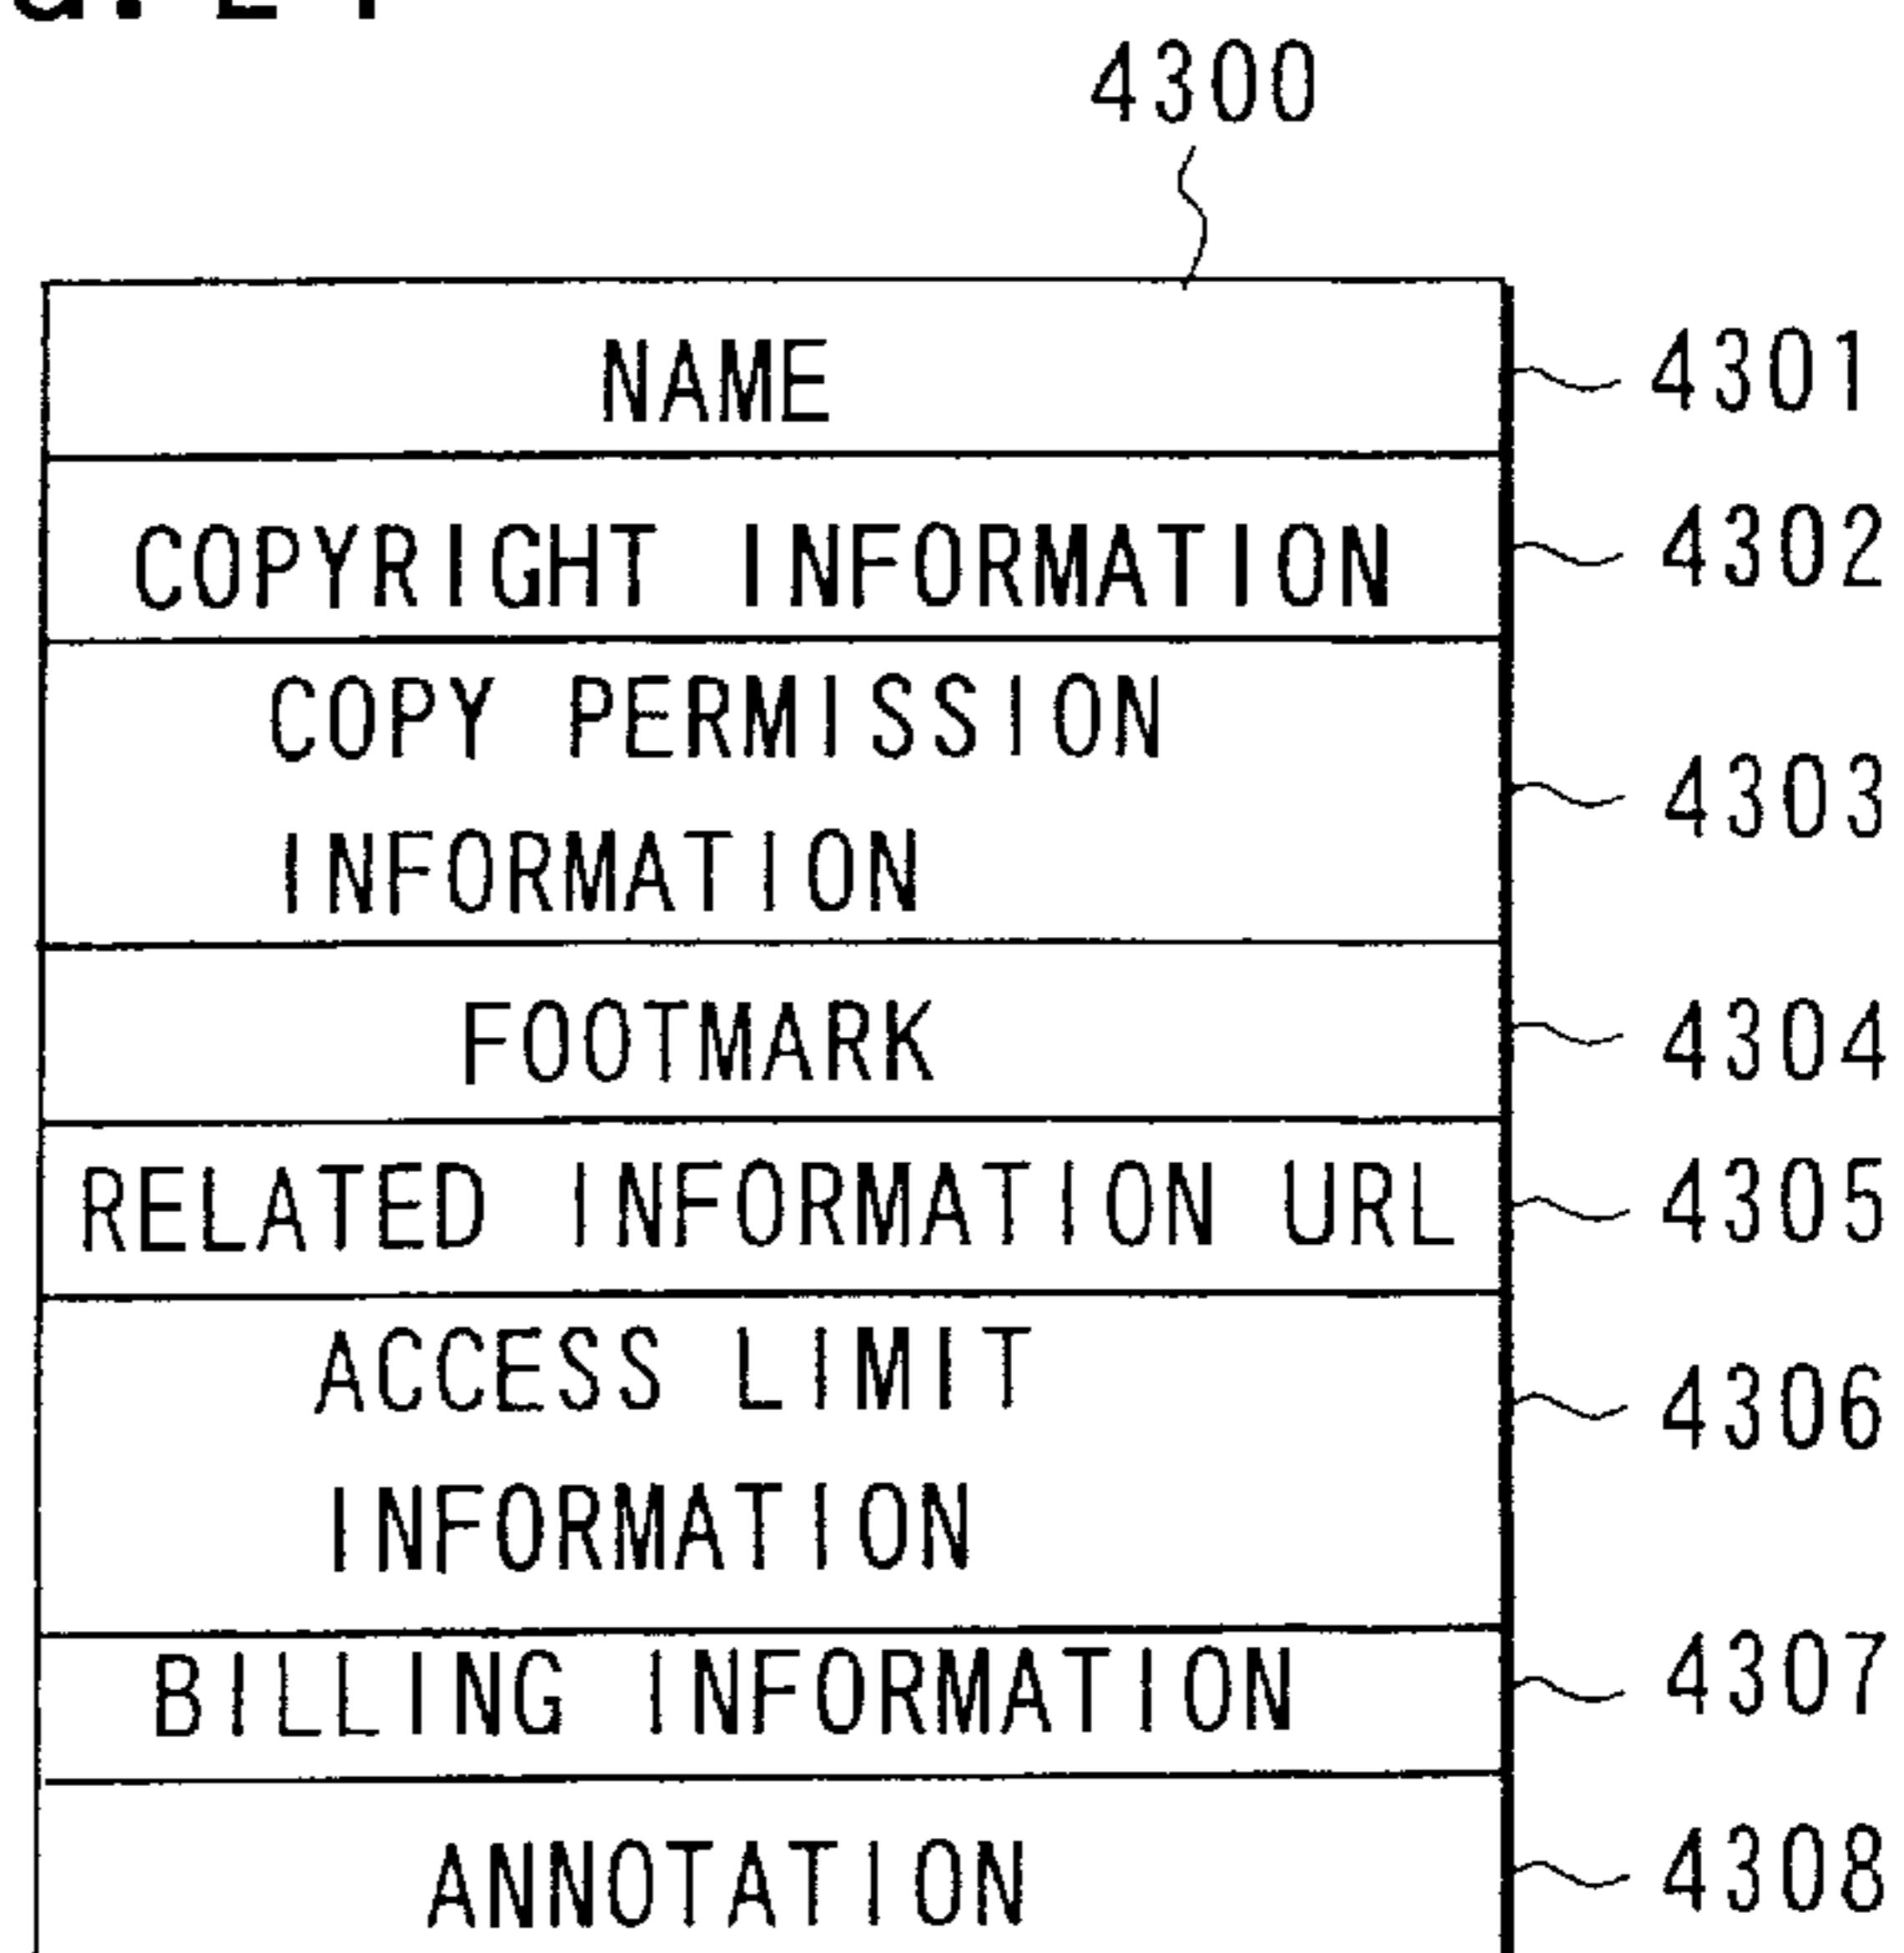 4300
NAME 4301
COPYRIGHT INFORMATION 4302
COPY PERMISSION
INFORMATION
4303
FOOTMARK 4304
RELATED INFORMATION URL 4305
ACCESS LIMIT
INFORMATION
4306
BILLING INFORMATION 4307
ANNOTATION 4308